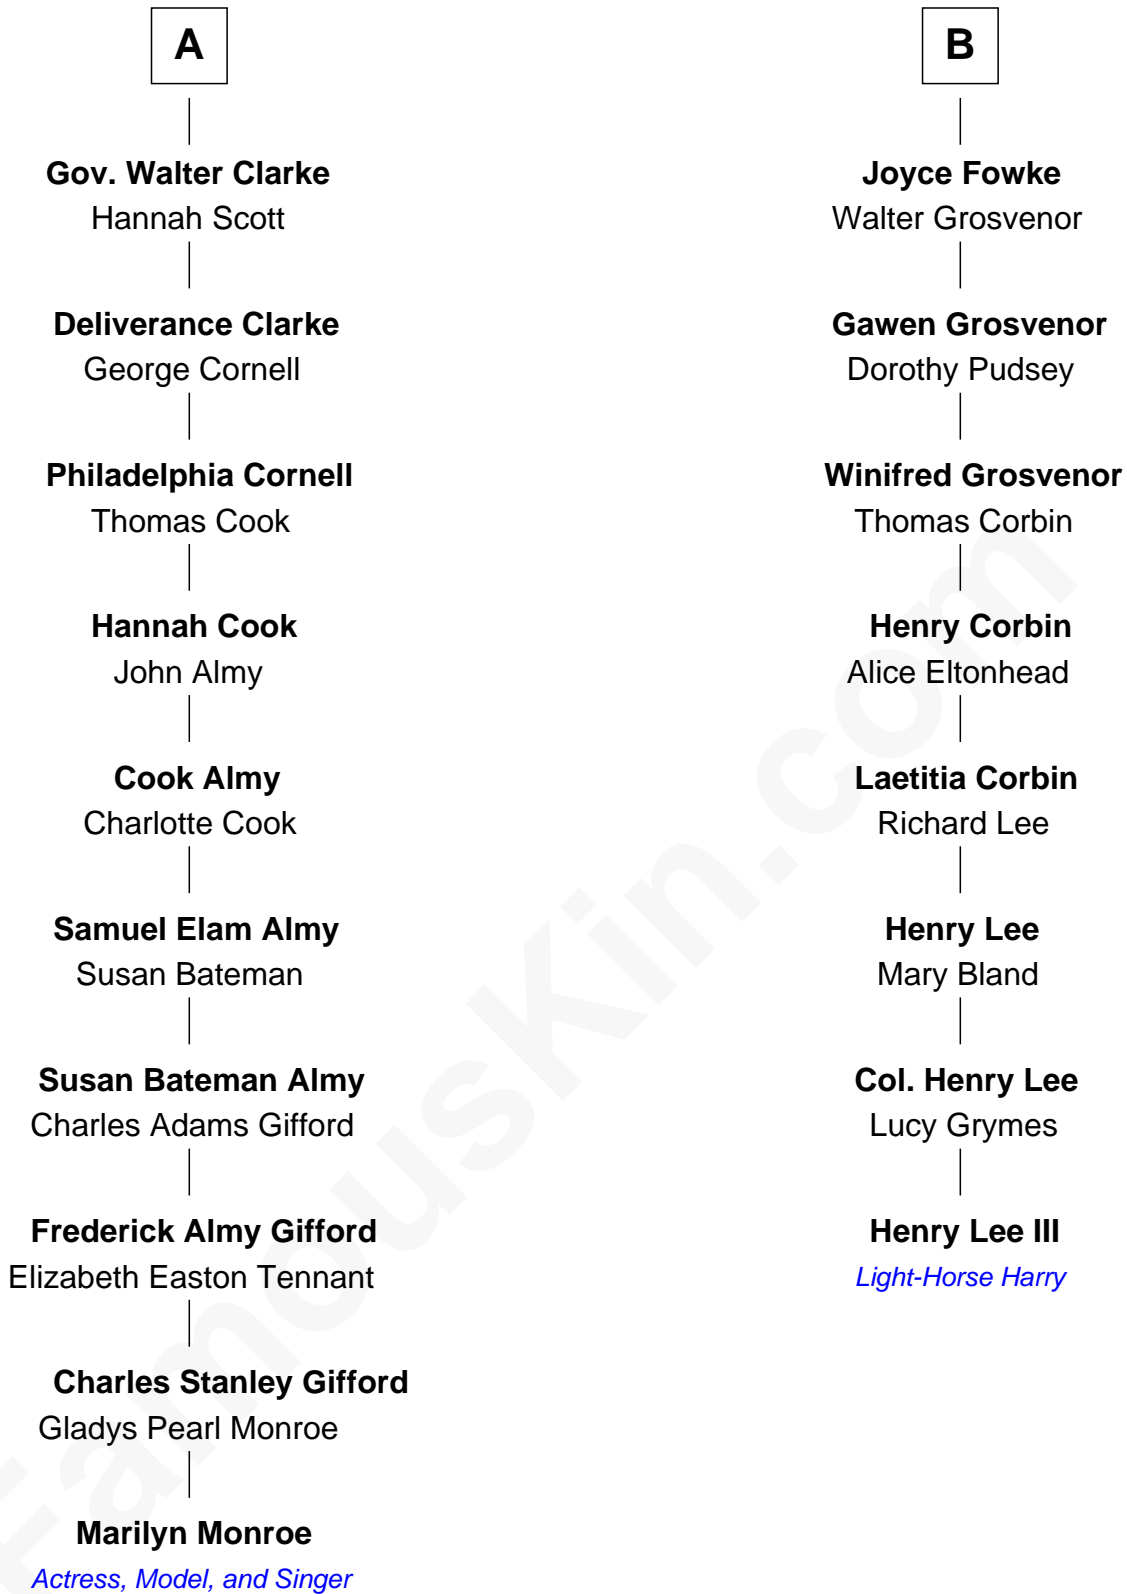 A
Gov. Walter Clarke
Hannah Scott
Deliverance Clarke
George Cornell
Philadelphia Cornell
Thomas Cook
Hannah Cook
John Almy
Cook Almy
Charlotte Cook
Samuel Elam Almy
Susan Bateman
Susan Bateman Almy
Charles Adams Gifford
Frederick Almy Gifford
Elizabeth Easton Tennant
Charles Stanley Gifford
Gladys Pearl Monroe
Marilyn Monroe
Actress, Model, and Singer
B
Joyce Fowke
Walter Grosvenor
Gawen Grosvenor
Dorothy Pudsey
Winifred Grosvenor
Thomas Corbin
Henry Corbin
Alice Eltonhead
Laetitia Corbin
Richard Lee
Henry Lee
Mary Bland
Col. Henry Lee
Lucy Grymes
Henry Lee III
Light-Horse Harry
FamousKin.com